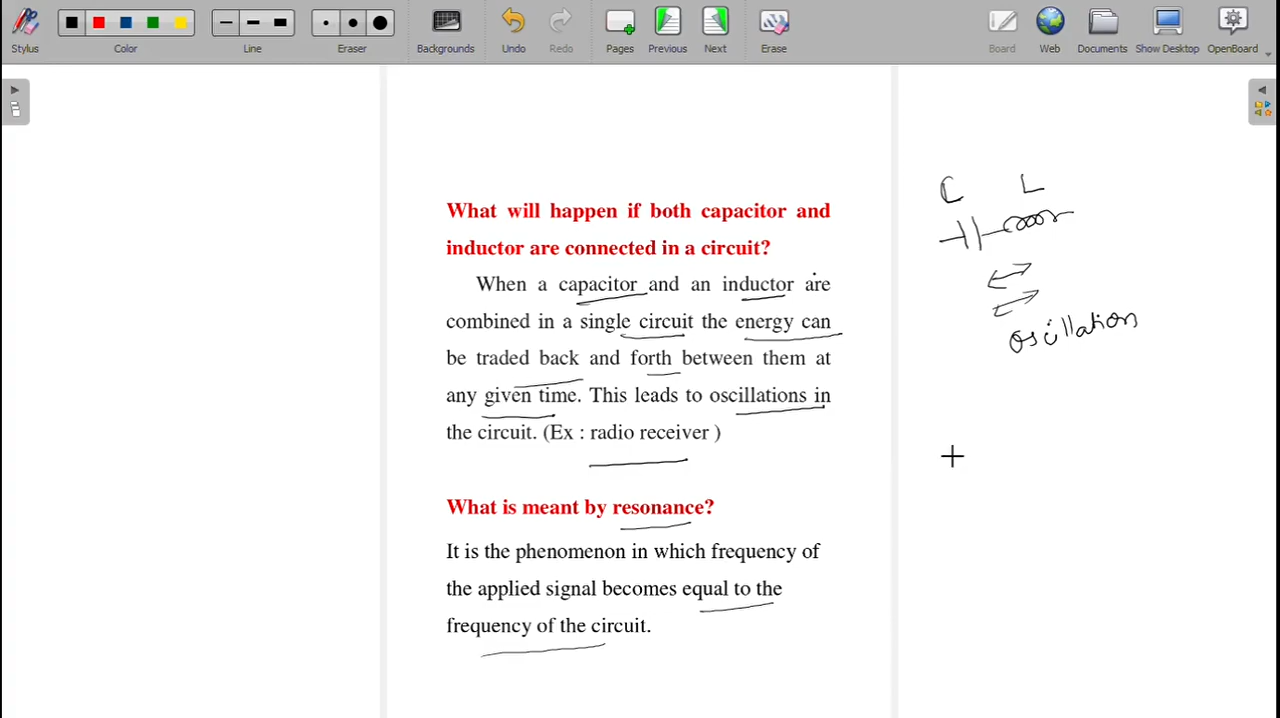 Stylus
Color
Line
Eraser
Backgrounds
Undo
Redo
Pages
Previous
Next
Erase
Board
Web
Documents
Show Desktop
OpenBoard
What will happen if both capacitor and
inductor are connected in a circuit?
When a capacitor and an inductor are
combined in a single circuit the energy can
be traded back and forth between them at
any given time. This leads to oscillations in
the circuit. (Ex : radio receiver )
What is meant by resonance?
It is the phenomenon in which frequency of
the applied signal becomes equal to the
frequency of the circuit.
C L
oscillation